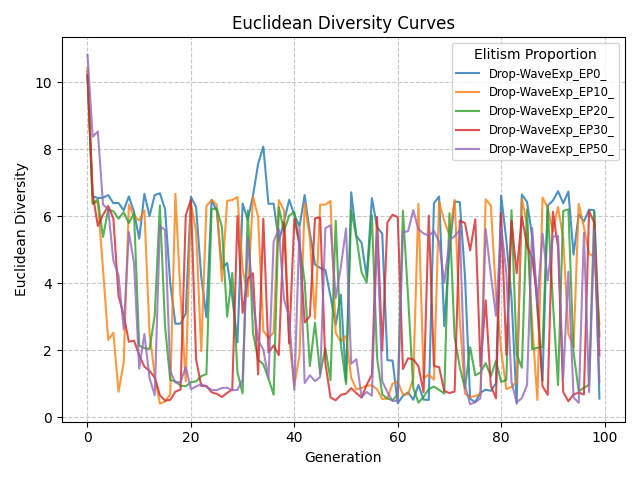 Euclidean Diversity Curves
Elitism Proportion
Drop-WaveExp_EP0_
Drop-WaveExp_EP10_
Drop-WaveExp_EP20_
Drop-WaveExp_EP30_
Drop-WaveExp_EP50_
Euclidean Diversity
10
8
6
4
2
0
0
20
40
60
80
100
Generation